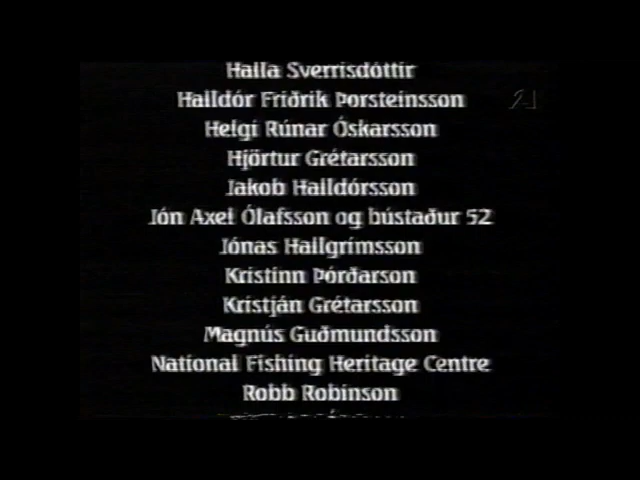 Halla Sverrisdóttir
Halldór Friðrik Þorsteinsson
Helgi Rúnar Óskarsson
Hjörtur Grétarsson
Jakob Halldórsson
Jón Axel Ólafsson og bústaður 52
Jónas Hallgrímsson
Kristinn Þórðarson
Kristján Grétarsson
Magnús Guðmundsson
National Fishing Heritage Centre
Robb Robinson